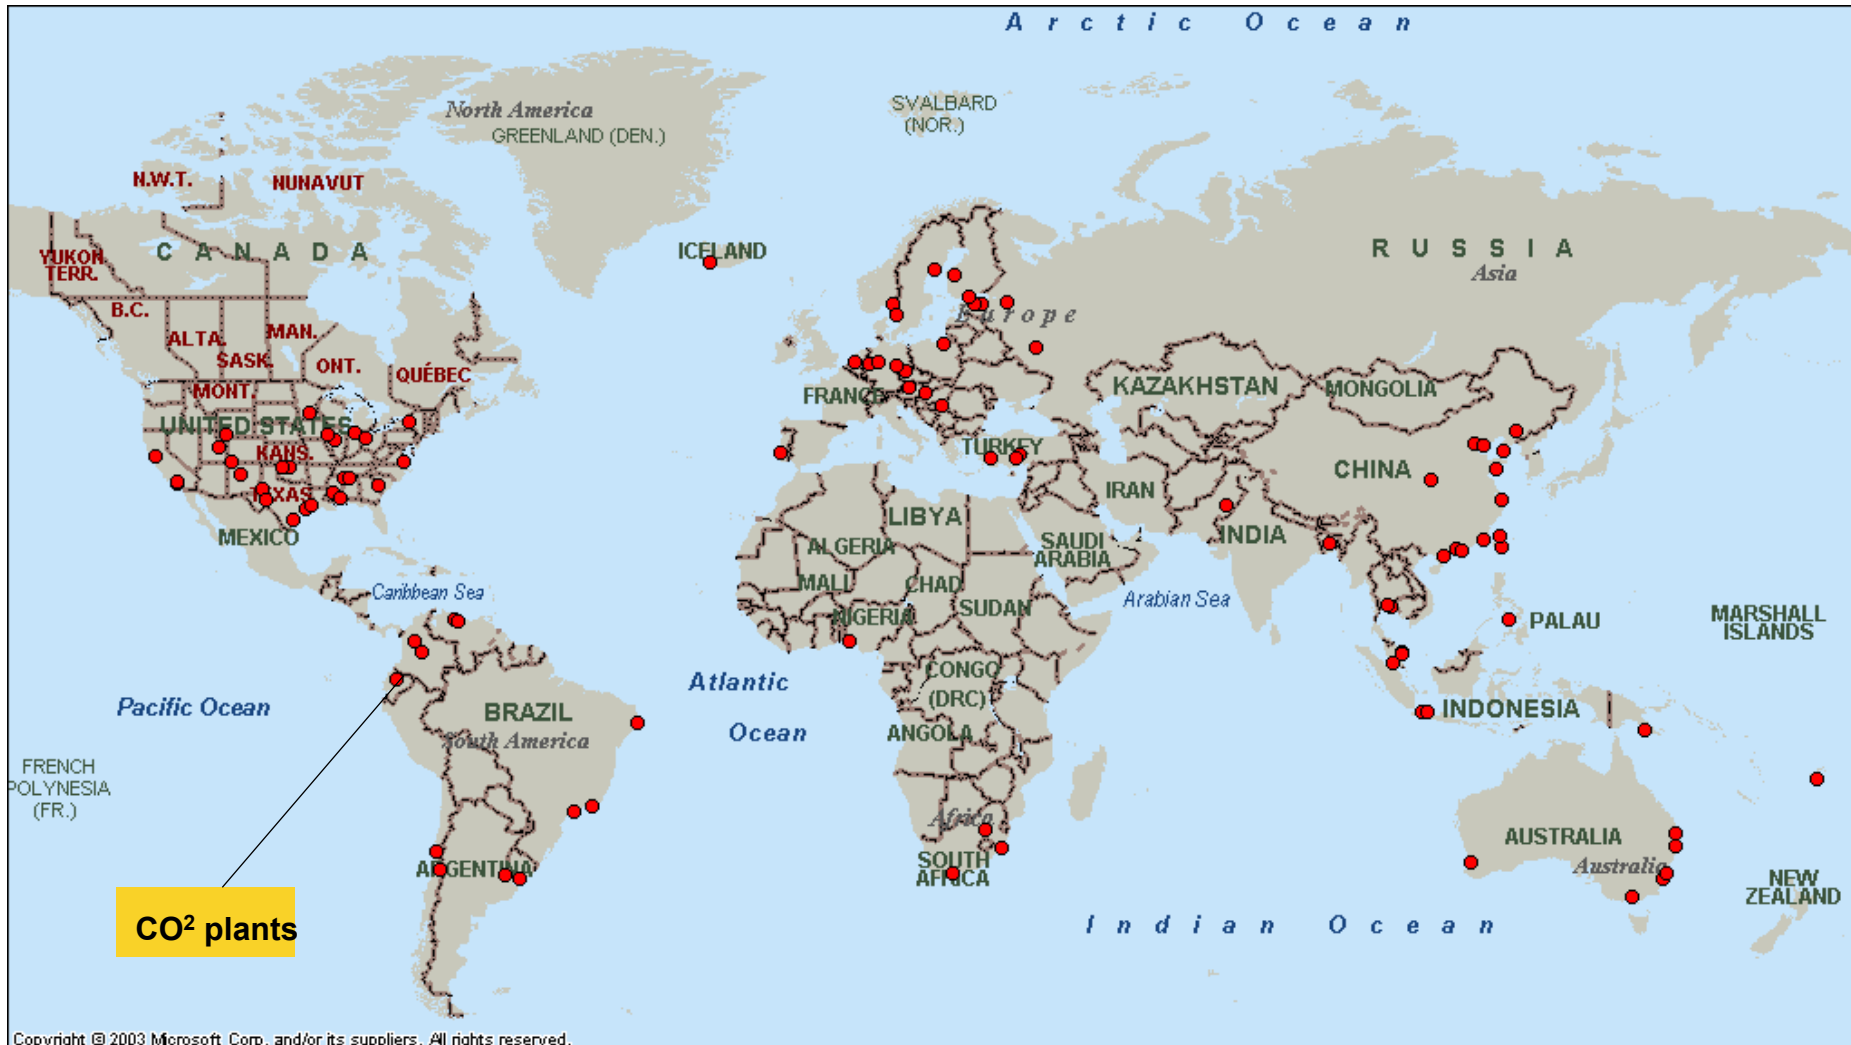 Arctic Ocean
North America
GREENLAND (DEN.)
SVALBARD
(NOR.)
N.W.T.
NUNAVUT
CANADA
YUKON
TERR.
ICELAND
RUSSIA
Asia
B.C.
ALTA.
MAN.
SASK.
ONT.
QUÉBEC
MONT.
Europe
FRANCE
KAZAKHSTAN
MONGOLIA
UNITED STATES
KANS.
TURKEY
CHINA
TEXAS
IRAN
LIBYA
INDIA
MEXICO
ALGERIA
SAUDI
ARABIA
MALI
CHAD
Caribbean Sea
SUDAN
Arabian Sea
NIGERIA
PALAU
MARSHALL
ISLANDS
CONGO
(DRC)
Atlantic
Ocean
Pacific Ocean
BRAZIL
South America
INDONESIA
ANGOLA
FRENCH
POLYNESIA
(FR.)
Africa
AUSTRALIA
Australia
ARGENTINA
SOUTH
AFRICA
NEW
ZEALAND
CO² plants
Indian Ocean
Copyright © 2003 Microsoft Corp. and/or its suppliers. All rights reserved.